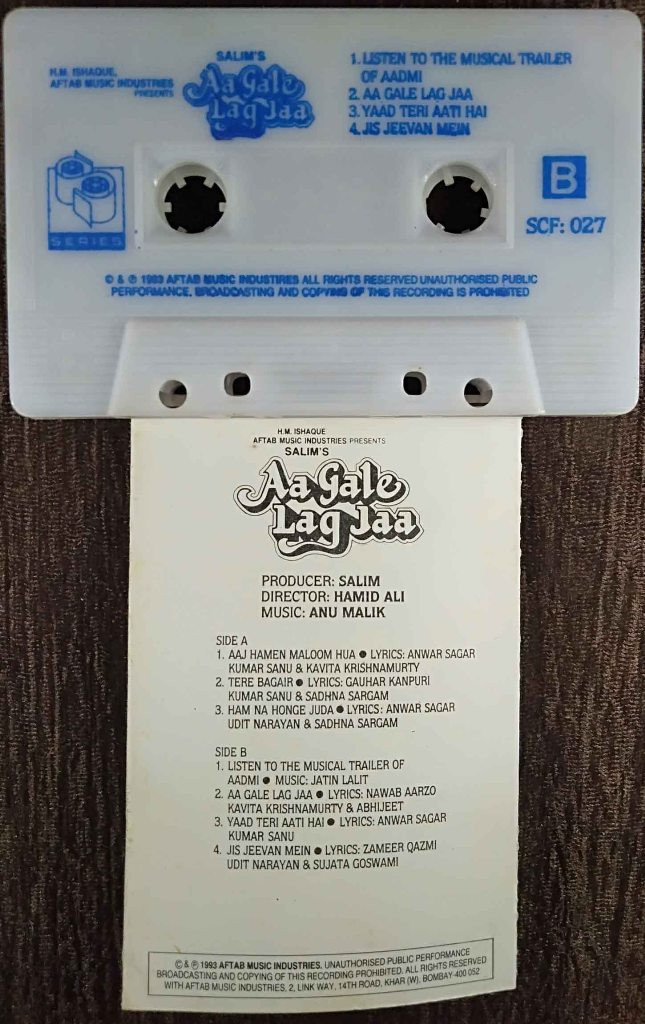 H.M. ISHAQUE,
AFTAB MUSIC INDUSTRIES
PRESENTS
SALIM'S
Aa Gale
Lag Jaa
1. LISTEN TO THE MUSICAL TRAILER
OF AADMI
2. AA GALE LAG JAA
3. YAAD TERI AATI HAI
4. JIS JEEVAN MEIN
SERIES
B
SCF: 027
© & ℗ 1993 AFTAB MUSIC INDUSTIRES ALL RIGHTS RESERVED UNAUTHORISED PUBLIC
PERFORMANCE, BROADCASTING AND COPYING OF THIS RECORDING IS PROHIBITED
H.M. ISHAQUE
AFTAB MUSIC INDUSTRIES PRESENTS
SALIM'S
Aa Gale
Lag Jaa
PRODUCER: SALIM
DIRECTOR: HAMID ALI
MUSIC: ANU MALIK
SIDE A
1. AAJ HAMEN MALOOM HUA ● LYRICS: ANWAR SAGAR
KUMAR SANU & KAVITA KRISHNAMURTY
2. TERE BAGAIR ● LYRICS: GAUHAR KANPURI
KUMAR SANU & SADHNA SARGAM
3. HAM NA HONGE JUDA ● LYRICS: ANWAR SAGAR
UDIT NARAYAN & SADHNA SARGAM
SIDE B
1. LISTEN TO THE MUSICAL TRAILER OF
AADMI ● MUSIC: JATIN LALIT
2. AA GALE LAG JAA ● LYRICS: NAWAB AARZO
KAVITA KRISHNAMURTY & ABHIJEET
3. YAAD TERI AATI HAI ● LYRICS: ANWAR SAGAR
KUMAR SANU
4. JIS JEEVAN MEIN ● LYRICS: ZAMEER QAZMI
UDIT NARAYAN & SUJATA GOSWAMI
© & ℗ 1993 AFTAB MUSIC INDUSTRIES. UNAUTHORISED PUBLIC PERFORMANCE
BROADCASTING AND COPYING OF THIS RECORDING PROHIBITED. ALL RIGHTS RESERVED
WITH AFTAB MUSIC INDUSTRIES, 2, LINK WAY, 14TH ROAD, KHAR (W), BOMBAY-400 052